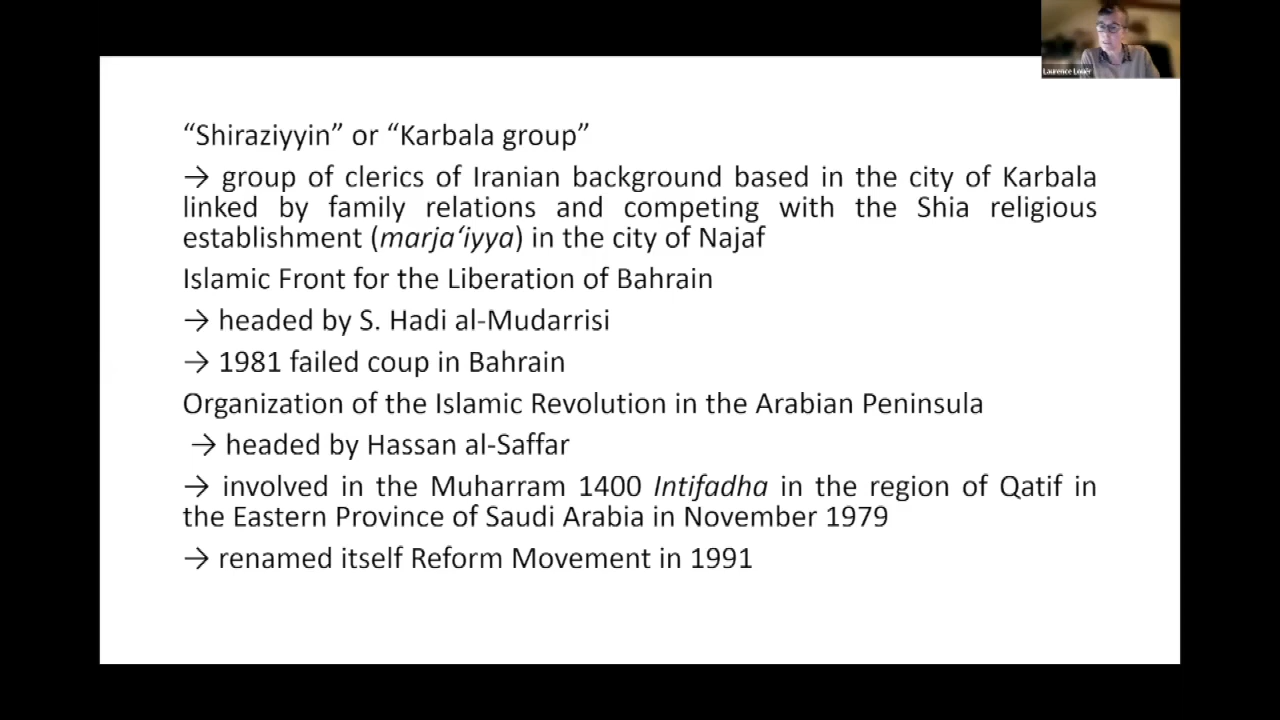 Laurence Louër
“Shiraziyyin” or “Karbala group”
→ group of clerics of Iranian background based in the city of Karbala
linked by family relations and competing with the Shia religious
establishment (marja‘iyya) in the city of Najaf
Islamic Front for the Liberation of Bahrain
→ headed by S. Hadi al-Mudarrisi
→ 1981 failed coup in Bahrain
Organization of the Islamic Revolution in the Arabian Peninsula
→ headed by Hassan al-Saffar
→ involved in the Muharram 1400 Intifadha in the region of Qatif in
the Eastern Province of Saudi Arabia in November 1979
→ renamed itself Reform Movement in 1991